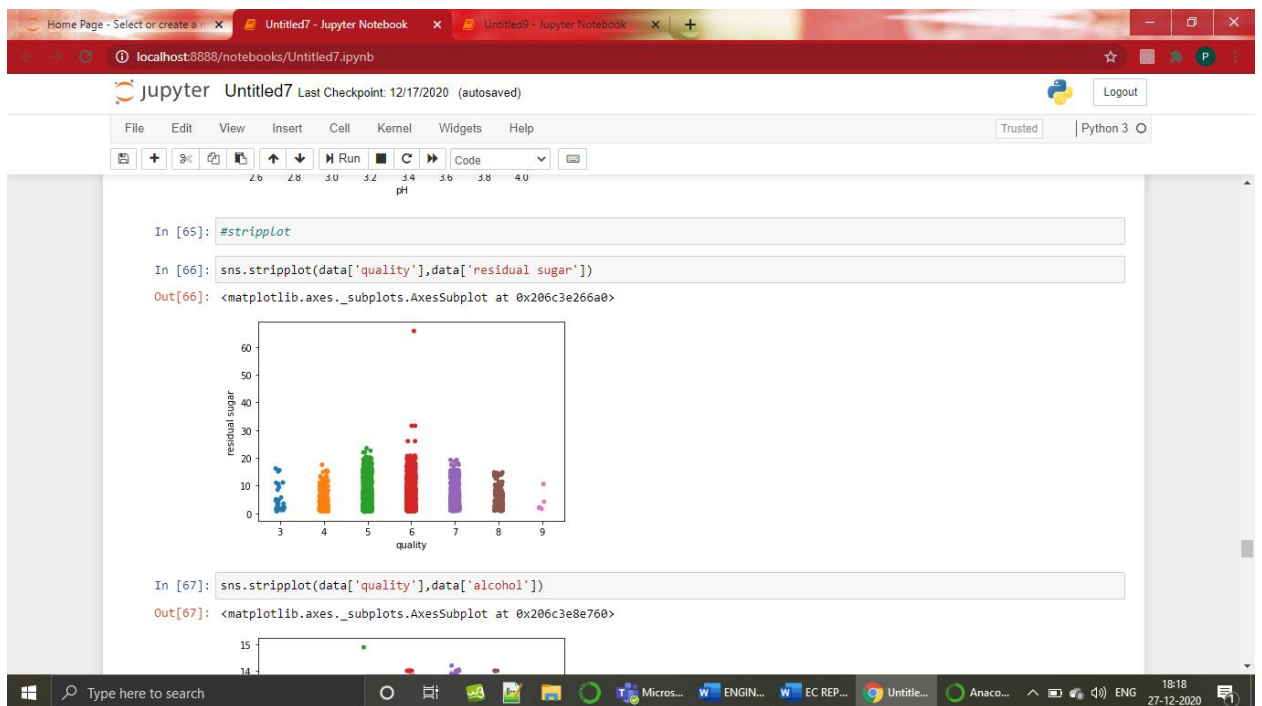 Home Page - Select or create a n
Untitled7 - Jupyter Notebook
Untitled9 - Jupyter Notebook
localhost:8888/notebooks/Untitled7.ipynb
P
jupyter Untitled7 Last Checkpoint: 12/17/2020 (autosaved)
Logout
File Edit View Insert Cell Kernel Widgets Help
Trusted Python 3
Run Code
2.6 2.8 3.0 3.2 3.4 3.6 3.8 4.0
pH
In [65]: #stripplot
In [66]: sns.stripplot(data['quality'],data['residual sugar'])
Out[66]: <matplotlib.axes._subplots.AxesSubplot at 0x206c3e266a0>
60
50
40
30
20
10
0
residual sugar
3 4 5 6 7 8 9
quality
In [67]: sns.stripplot(data['quality'],data['alcohol'])
Out[67]: <matplotlib.axes._subplots.AxesSubplot at 0x206c3e8e760>
15
14
Type here to search
Micros... ENGIN... EC REP... Untitle... Anaco... ENG
18:18
27-12-2020
1